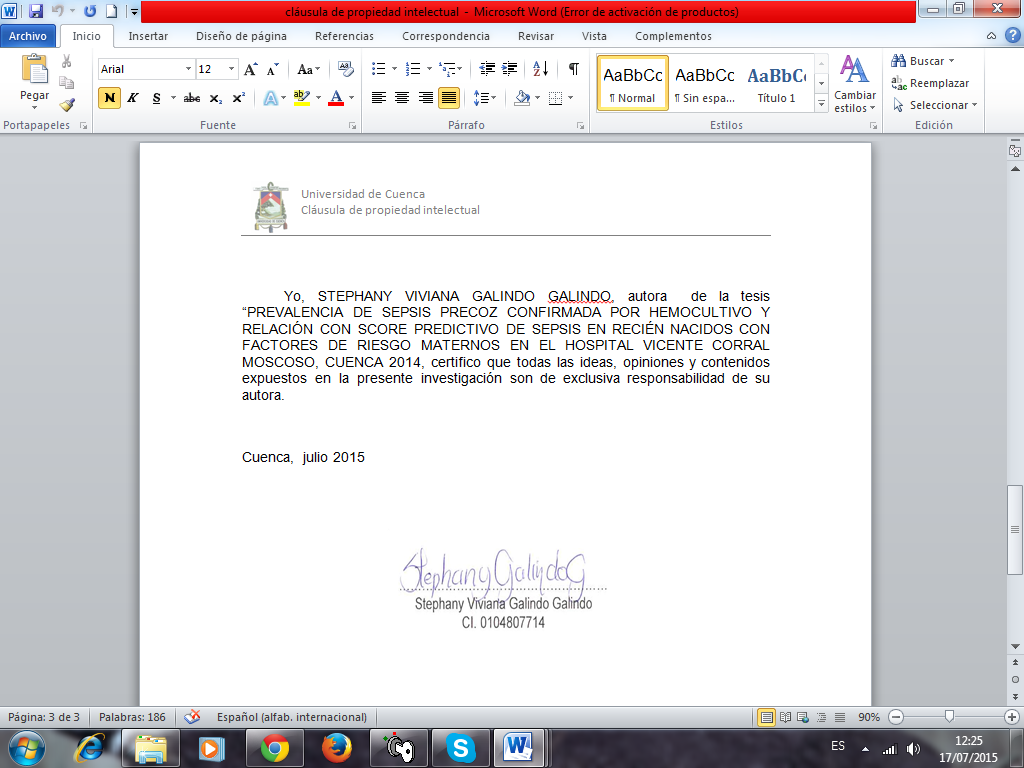 cláusula de propiedad intelectual - Microsoft Word (Error de activación de productos)
Archivo Inicio Insertar Diseño de página Referencias Correspondencia Revisar Vista Complementos
Pegar
Portapapeles
Arial 12
Fuente
Párrafo
AaBbCc AaBbCc AaBbC
¶ Normal ¶ Sin espa... Título 1
Cambiar estilos
Estilos
Buscar
Reemplazar
Seleccionar
Edición
Universidad de Cuenca
Cláusula de propiedad intelectual
Yo, STEPHANY VIVIANA GALINDO GALINDO, autora de la tesis
“PREVALENCIA DE SEPSIS PRECOZ CONFIRMADA POR HEMOCULTIVO Y
RELACIÓN CON SCORE PREDICTIVO DE SEPSIS EN RECIÉN NACIDOS CON
FACTORES DE RIESGO MATERNOS EN EL HOSPITAL VICENTE CORRAL
MOSCOSO, CUENCA 2014, certifico que todas las ideas, opiniones y contenidos
expuestos en la presente investigación son de exclusiva responsabilidad de su
autora.
Cuenca, julio 2015
Stephany Galindo G
Stephany Viviana Galindo Galindo
CI. 0104807714
Página: 3 de 3 Palabras: 186 Español (alfab. internacional) 90%
ES 12:25
17/07/2015